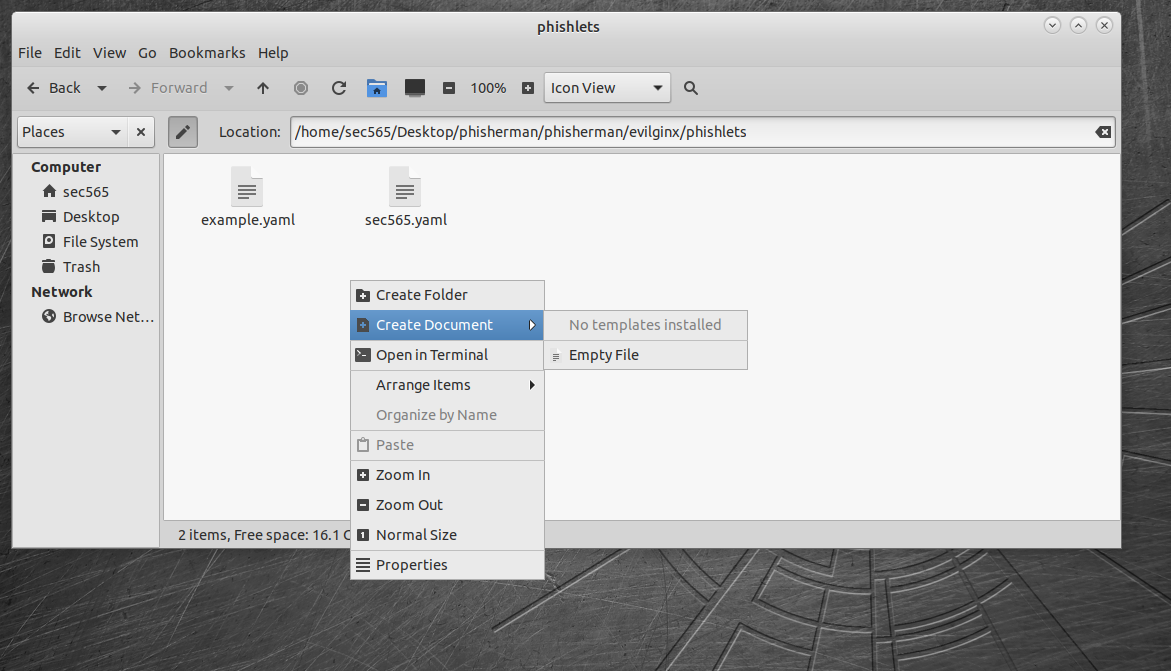 phishlets
File Edit View Go Bookmarks Help
Back Forward 100% Icon View
Places Location: /home/sec565/Desktop/phisherman/phisherman/evilginx/phishlets
Computer
sec565
Desktop
File System
Trash
Network
Browse Net...
example.yaml sec565.yaml
Create Folder
Create Document No templates installed
Open in Terminal Empty File
Arrange Items
Organize by Name
Paste
Zoom In
Zoom Out
Normal Size
Properties
2 items, Free space: 16.1